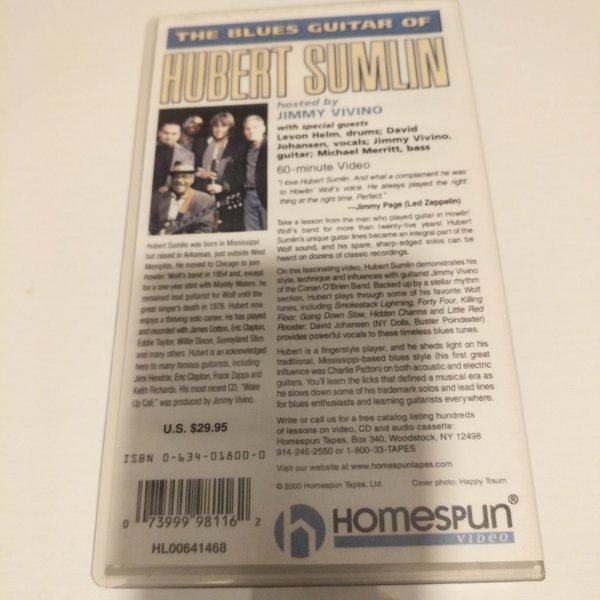 THE BLUES GUITAR OF
HUBERT SUMLIN
hosted by
JIMMY VIVINO
with special guests
Levon Helm, drums; David
Johansen, vocals; Jimmy Vivino,
guitar; Michael Merritt, bass
60-minute Video
"I love Hubert Sumlin. And what a complement he was
to Howlin' Wolf's voice. He always played the right
thing at the right time. Perfect."
—Jimmy Page (Led Zeppelin)
Take a lesson from the man who played guitar in Howlin'
Wolf's band for more than twenty-five years! Hubert
Sumlin's unique guitar lines became an integral part of the
Wolf sound, and his spare, sharp-edged solos can be
heard on dozens of classic recordings.
On this fascinating video, Hubert Sumlin demonstrates his
style, technique and influences with guitarist Jimmy Vivino
of the Conan O'Brien Band. Backed up by a stellar rhythm
section, Hubert plays through some of his favorite Wolf
tunes, including Smokestack Lightning, Forty Four, Killing
Floor, Going Down Slow, Hidden Charms and Little Red
Rooster. David Johansen (NY Dolls, Buster Poindexter)
provides powerful vocals to these timeless blues tunes.
Hubert is a fingerstyle player, and he sheds light on his
traditional, Mississippi-based blues style (his first great
influence was Charlie Patton) on both acoustic and electric
guitars. You'll learn the licks that defined a musical era as
he slows down some of his trademark solos and lead lines
for blues enthusiasts and learning guitarists everywhere.
Write or call us for a free catalog listing hundreds
of lessons on video, CD and audio cassette:
Homespun Tapes, Box 340, Woodstock, NY 12498
914-246-2550 or 1-800-33-TAPES
Visit our website at www.homespuntapes.com
© 2000 Homespun Tapes, Ltd.
Cover photo: Happy Traum
Hubert Sumlin was born in Mississippi
but raised in Arkansas, just outside West
Memphis. He moved to Chicago to join
Howlin' Wolf's band in 1954 and, except
for a one-year stint with Muddy Waters, he
remained lead guitarist for Wolf until the
great singer's death in 1976. Hubert now
enjoys a thriving solo career. He has played
and recorded with James Cotton, Eric Clapton,
Eddie Taylor, Willie Dixon, Sunnyland Slim
and many others. Hubert is an acknowledged
hero to many famous guitarists, including
Jimi Hendrix, Eric Clapton, Frank Zappa and
Keith Richards. His most recent CD, "Wake
Up Call," was produced by Jimmy Vivino.
U.S. $29.95
ISBN 0-634-01800-0
0 73999 98116 2
HL00641468
h HOMESPUN®
VIDEO